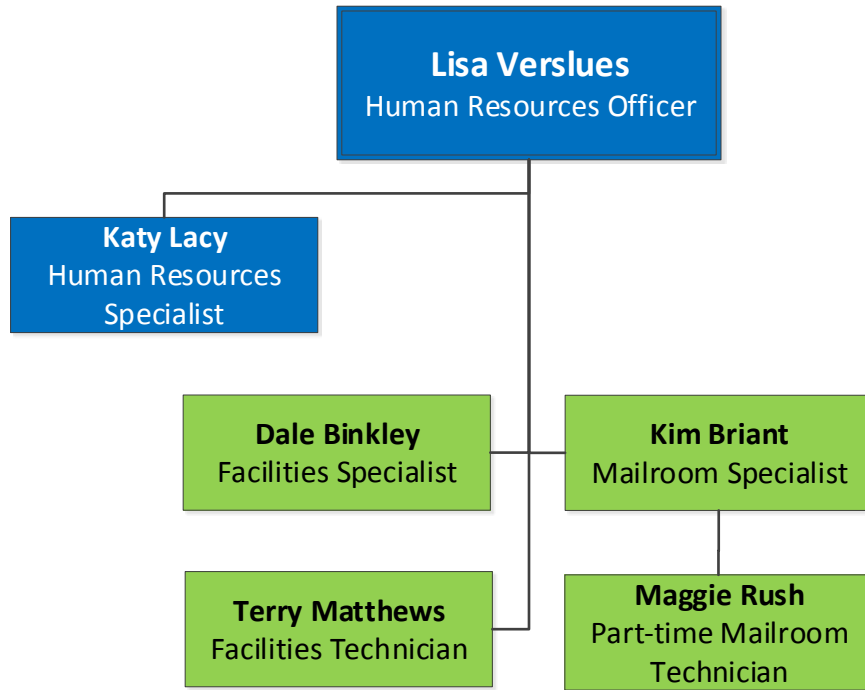 Lisa Verslues
Human Resources Officer
Katy Lacy
Human Resources
Specialist
Dale Binkley
Facilities Specialist
Kim Briant
Mailroom Specialist
Terry Matthews
Facilities Technician
Maggie Rush
Part-time Mailroom
Technician